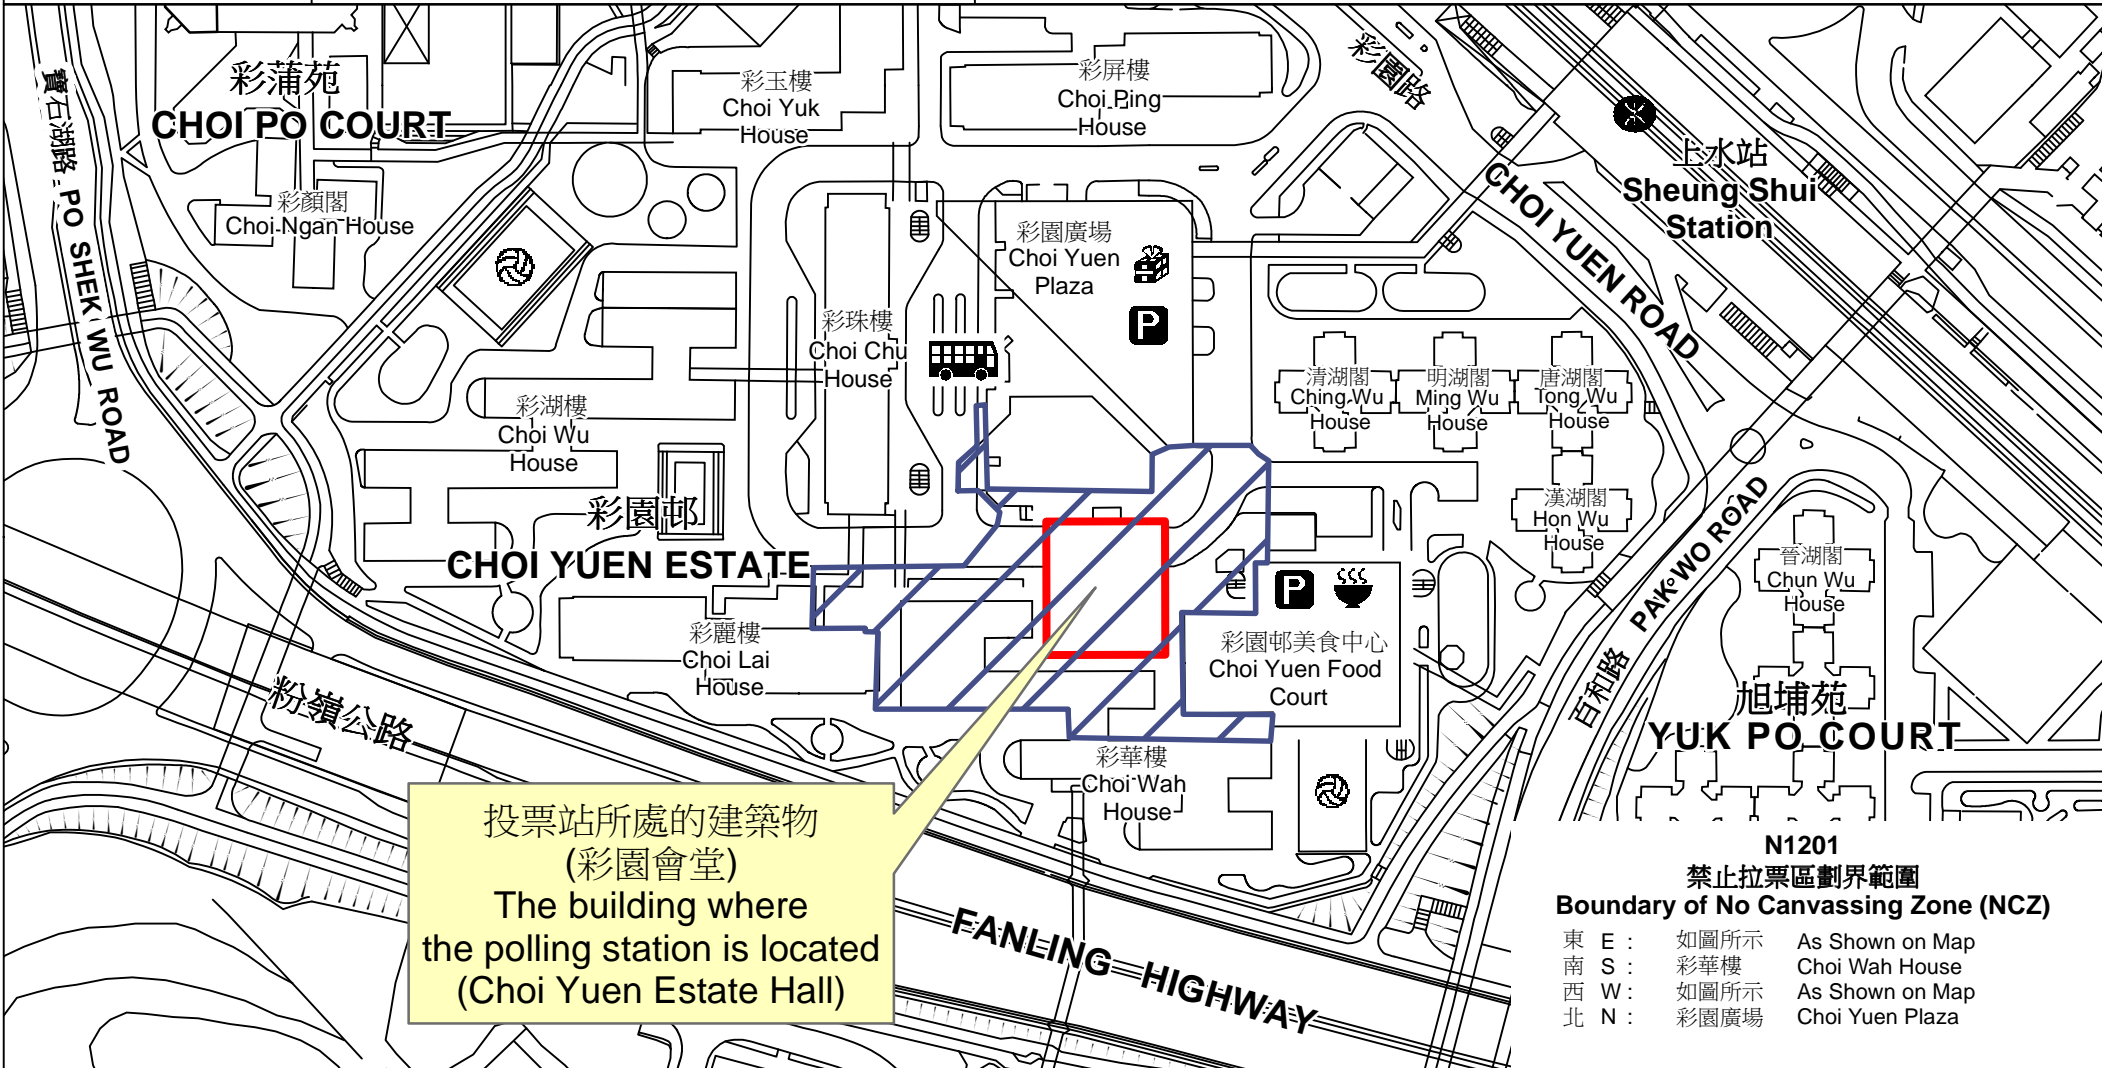 彩蒲苑
CHOI PO COURT
彩玉樓
Choi Yuk
House
彩屏樓
Choi Ping
House
彩園路
CHOI YUEN ROAD
上水站
Sheung Shui
Station
寶石湖路 PO SHEK WU ROAD
彩顏閣
Choi Ngan House
彩園廣場
Choi Yuen
Plaza
P
彩珠樓
Choi Chu
House
彩湖樓
Choi Wu
House
清湖閣
Ching Wu
House
明湖閣
Ming Wu
House
唐湖閣
Tong Wu
House
漢湖閣
Hon Wu
House
晉湖閣
Chun Wu
House
彩園邨
CHOI YUEN ESTATE
百和路 PAK WO ROAD
P
彩園邨美食中心
Choi Yuen Food
Court
彩麗樓
Choi Lai
House
彩華樓
Choi Wah
House
旭埔苑
YUK PO COURT
粉嶺公路
FANLING HIGHWAY
投票站所處的建築物
(彩園會堂)
The building where
the polling station is located
(Choi Yuen Estate Hall)
N1201
禁止拉票區劃界範圍
Boundary of No Canvassing Zone (NCZ)
東 E : 如圖所示 As Shown on Map
南 S : 彩華樓 Choi Wah House
西 W : 如圖所示 As Shown on Map
北 N : 彩園廣場 Choi Yuen Plaza